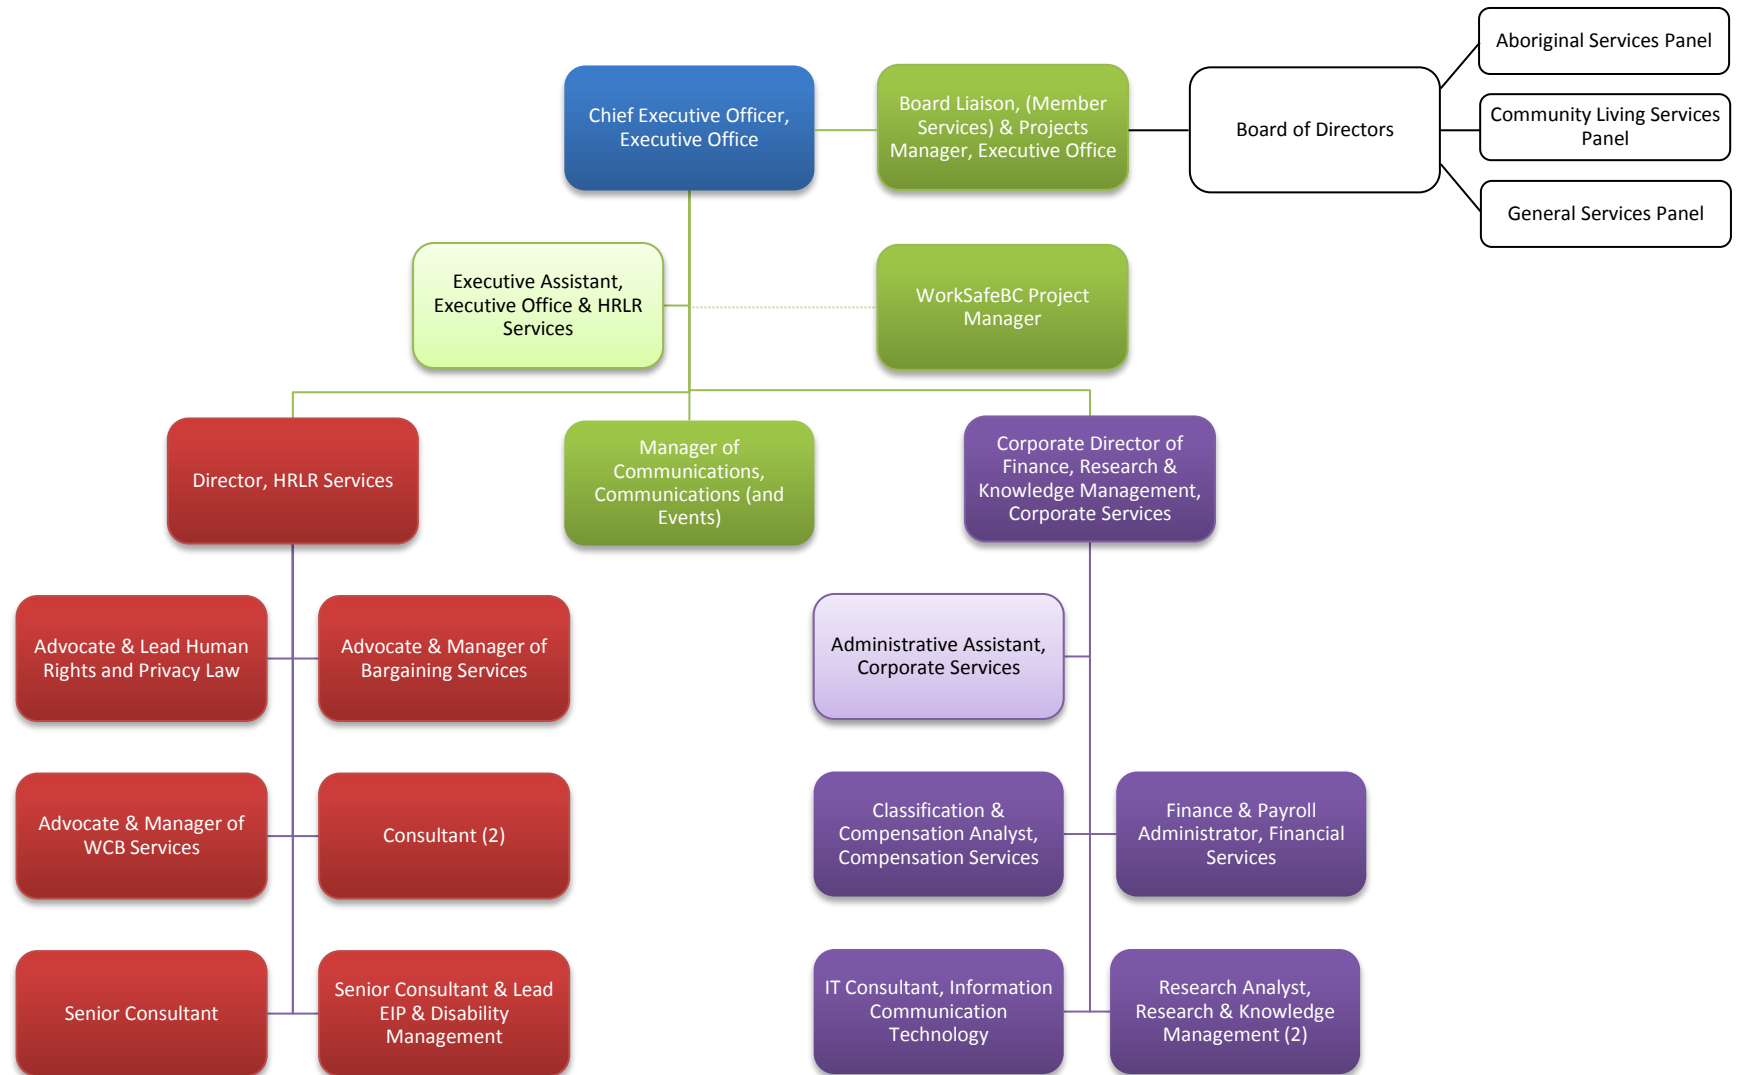 Aboriginal Services Panel
Chief Executive Officer,
Executive Office
Board Liaison, (Member
Services) & Projects
Manager, Executive Office
Board of Directors
Community Living Services
Panel
General Services Panel
Executive Assistant,
Executive Office & HRLR
Services
WorkSafeBC Project
Manager
Director, HRLR Services
Manager of
Communications,
Communications (and
Events)
Corporate Director of
Finance, Research &
Knowledge Management,
Corporate Services
Advocate & Lead Human
Rights and Privacy Law
Advocate & Manager of
Bargaining Services
Administrative Assistant,
Corporate Services
Advocate & Manager of
WCB Services
Consultant (2)
Classification &
Compensation Analyst,
Compensation Services
Finance & Payroll
Administrator, Financial
Services
Senior Consultant
Senior Consultant & Lead
EIP & Disability
Management
IT Consultant, Information
Communication
Technology
Research Analyst,
Research & Knowledge
Management (2)